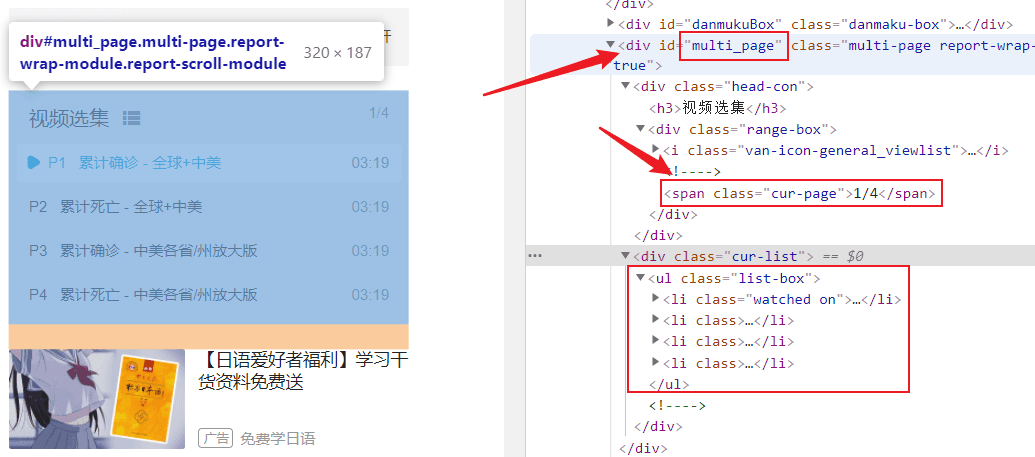 开
div#multi_page.multi-page.report-
wrap-module.report-scroll-module
320 × 187
视频选集
1/4
P1 累计确诊 - 全球+中美 03:19
P2 累计死亡 - 全球+中美 03:19
P3 累计确诊 - 中美各省/州放大版 03:19
P4 累计死亡 - 中美各省/州放大版 03:19
【日语爱好者福利】学习干
货资料免费送
广告 免费学日语
</div>
<div id="danmukuBox" class="danmaku-box">…</div>
<div id="multi_page" class="multi-page report-wrap-
true">
<div class="head-con">
<h3>视频选集</h3>
<div class="range-box">
<i class="van-icon-general_viewlist">…</i>
<!---->
<span class="cur-page">1/4</span>
</div>
</div>
<div class="cur-list"> == $0
<ul class="list-box">
<li class="watched on">…</li>
<li class>…</li>
<li class>…</li>
<li class>…</li>
</ul>
<!---->
</div>
</div>